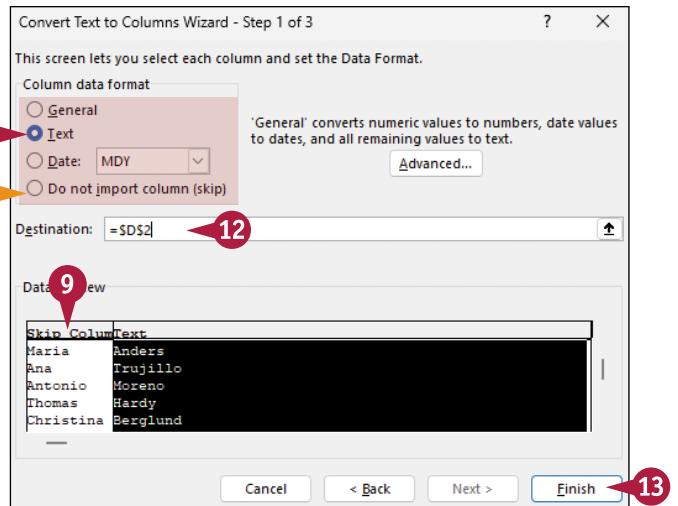 Convert Text to Columns Wizard - Step 1 of 3 ? ×
This screen lets you select each column and set the Data Format.
Column data format
General
Text
Date: MDY
Do not import column (skip)
'General' converts numeric values to numbers, date values
to dates, and all remaining values to text.
Advanced...
Destination: =$D$2
12
9
Data ew
Skip Colum Text
Maria Anders
Ana Trujillo
Antonio Moreno
Thomas Hardy
Christina Berglund
Cancel < Back Next > Finish
13